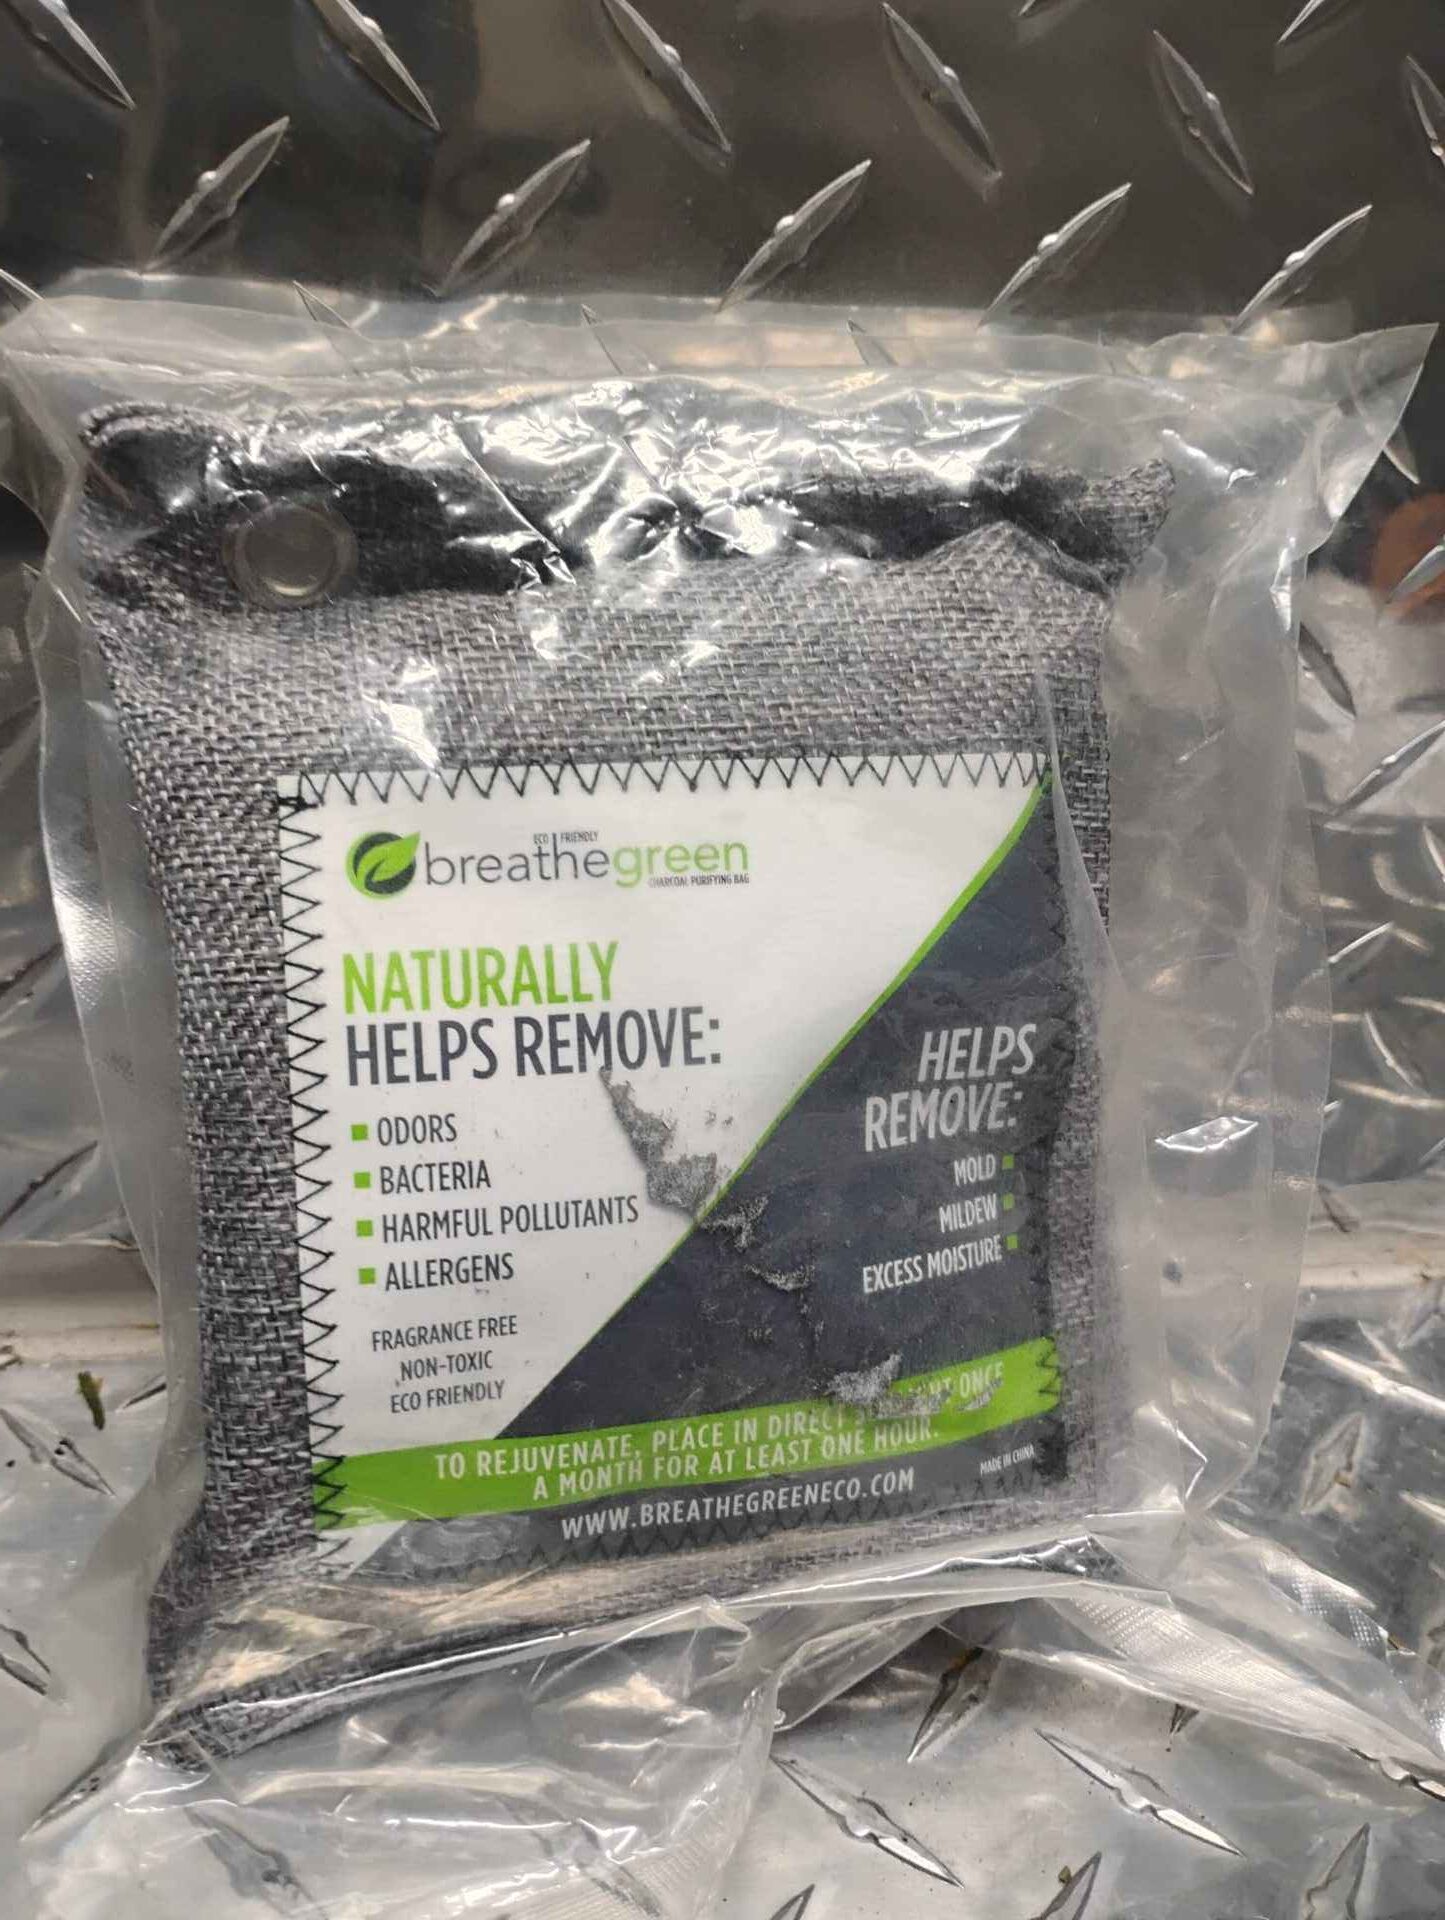 ECO FRIENDLY
breathegreen
CHARCOAL PURIFYING BAG
NATURALLY
HELPS REMOVE:
ODORS
BACTERIA
HARMFUL POLLUTANTS
ALLERGENS
FRAGRANCE FREE
NON-TOXIC
ECO FRIENDLY
HELPS
REMOVE:
MOLD
MILDEW
EXCESS MOISTURE
TO REJUVENATE, PLACE IN DIRECT ONCE
A MONTH FOR AT LEAST ONE HOUR.
WWW.BREATHEGREENECO.COM
MADE IN CHINA